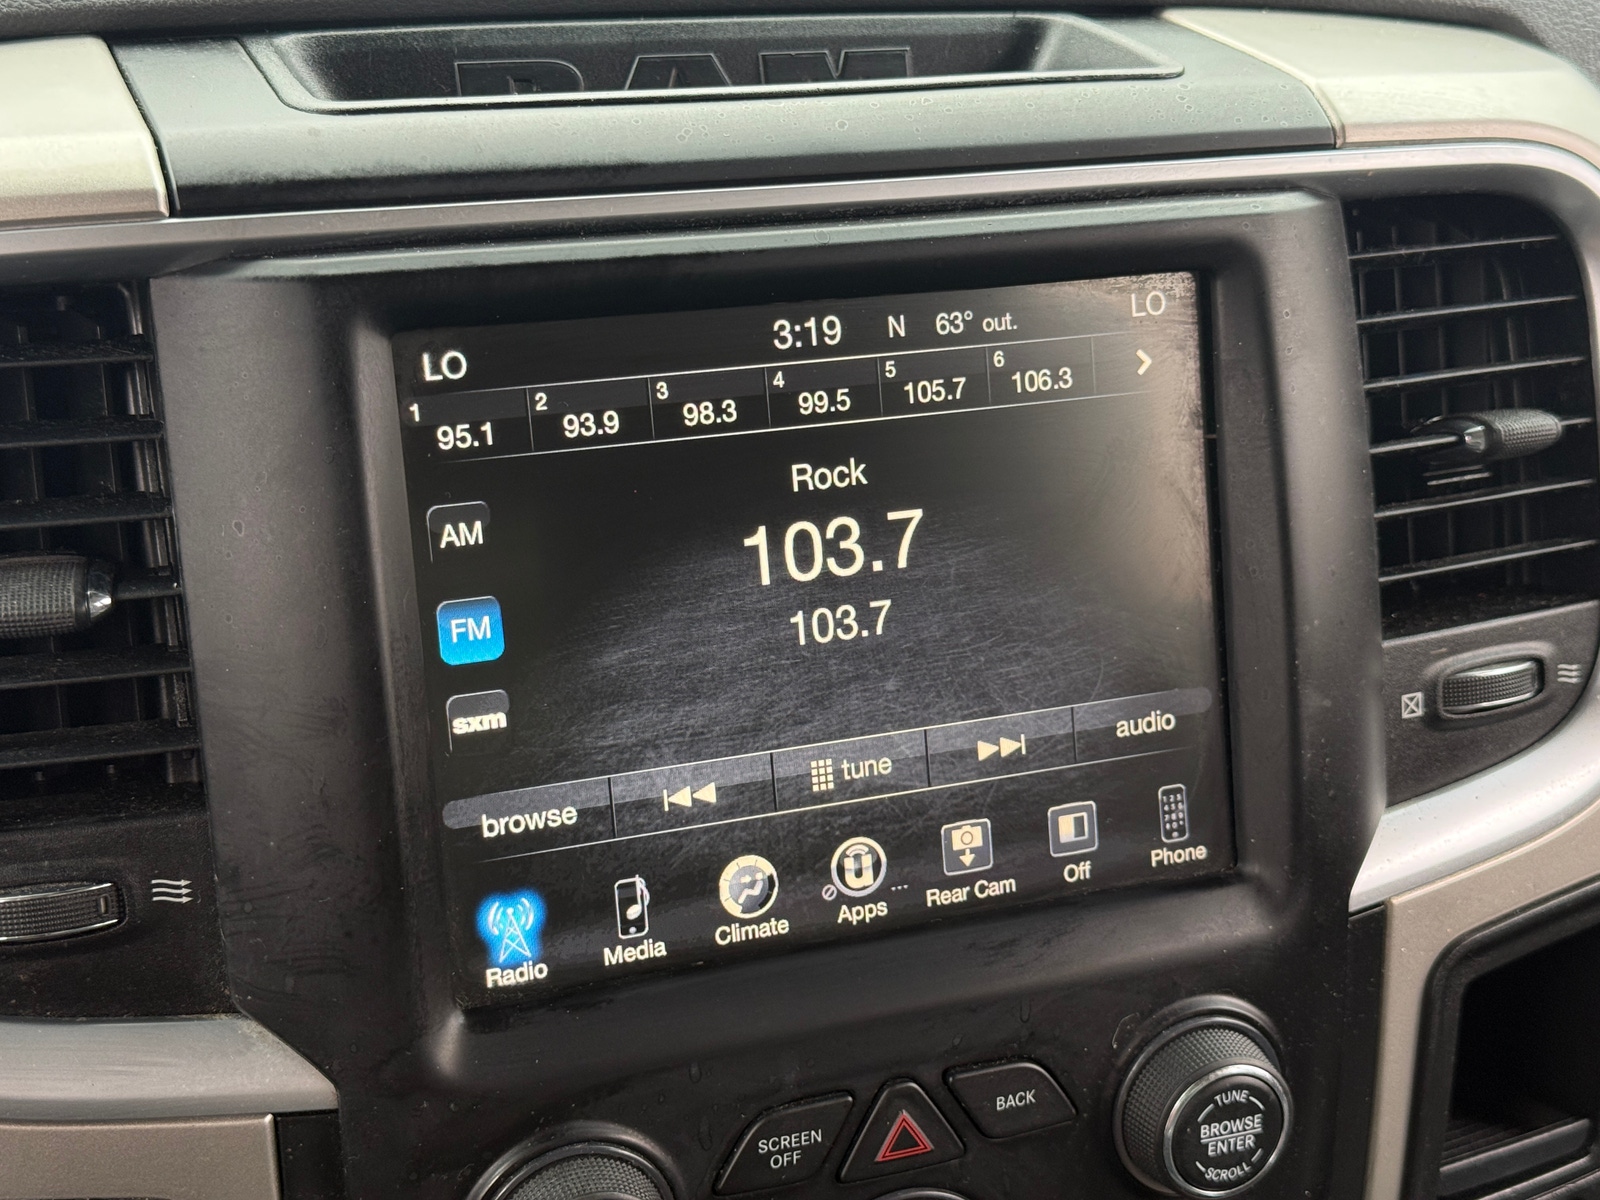 RAM
LO 3:19 N 63° out. LO
1 95.1 2 93.9 3 98.3 4 99.5 5 105.7 6 106.3
Rock
AM
103.7
FM
103.7
sxm
browse tune audio
Radio Media Climate Apps Rear Cam Off Phone
SCREEN OFF
BACK
TUNE
BROWSE
ENTER
SCROLL